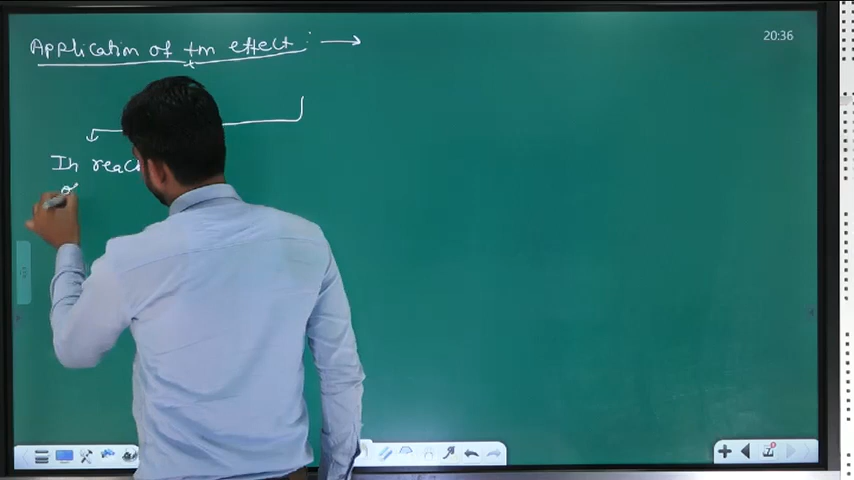 Application of +m effect : →
20:36
In reac